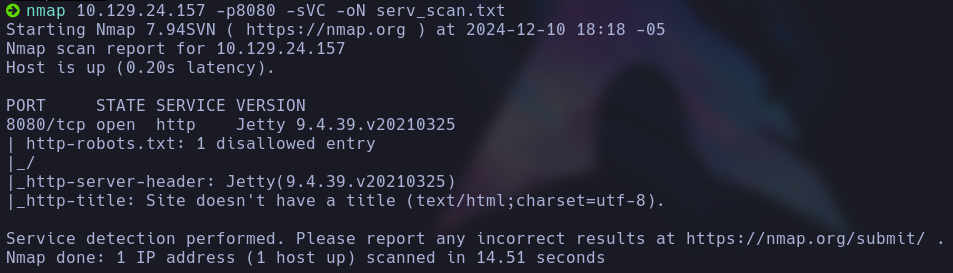 nmap 10.129.24.157 -p8080 -sVC -oN serv_scan.txt
Starting Nmap 7.94SVN ( https://nmap.org ) at 2024-12-10 18:18 -05
Nmap scan report for 10.129.24.157
Host is up (0.20s latency).

PORT     STATE SERVICE VERSION
8080/tcp open  http    Jetty 9.4.39.v20210325
| http-robots.txt: 1 disallowed entry
|_/
|_http-server-header: Jetty(9.4.39.v20210325)
|_http-title: Site doesn't have a title (text/html;charset=utf-8).

Service detection performed. Please report any incorrect results at https://nmap.org/submit/ .
Nmap done: 1 IP address (1 host up) scanned in 14.51 seconds